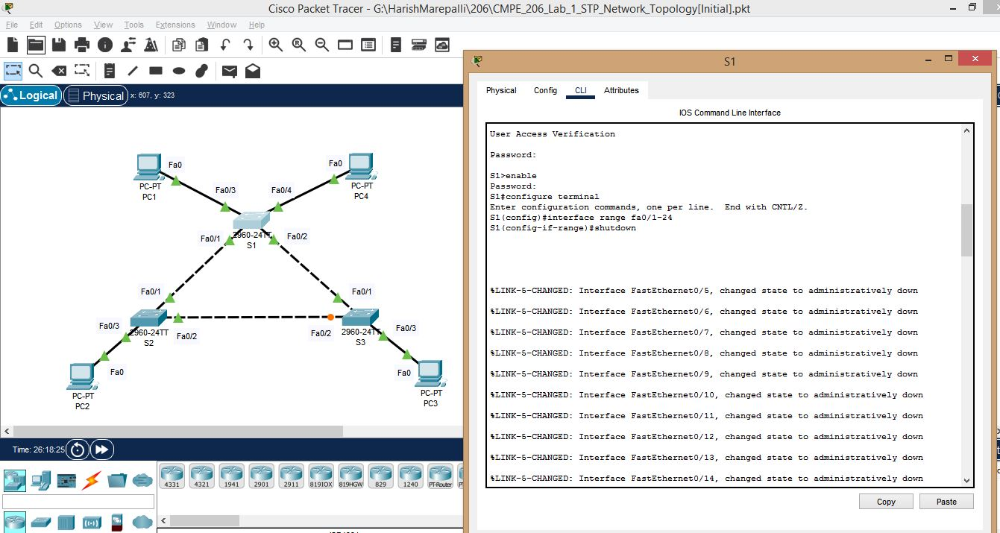 Cisco Packet Tracer - G:\HarishMarepalli\206\CMPE_206_Lab_1_STP_Network_Topology[Initial].pkt
File Edit Options View Tools Extensions Window Help
Logical Physical x: 607, y: 323
Fa0
Fa0
PC-PT
PC1
PC-PT
PC4
Fa0/3
Fa0/4
Fa0/1
2960-24TT
S1
Fa0/2
Fa0/1
Fa0/1
Fa0/3
2960-24TT
S2
Fa0/2
Fa0/2
2960-24TT
S3
Fa0/3
Fa0
Fa0
PC-PT
PC2
PC-PT
PC3
Time: 26:18:25
4331 4321 1941 2901 2911 819IOX 819HGW 829 1240 PT-Router
S1
Physical Config CLI Attributes
IOS Command Line Interface
User Access Verification
Password:
S1>enable
Password:
S1#configure terminal
Enter configuration commands, one per line.  End with CNTL/Z.
S1(config)#interface range fa0/1-24
S1(config-if-range)#shutdown
%LINK-5-CHANGED: Interface FastEthernet0/5, changed state to administratively down
%LINK-5-CHANGED: Interface FastEthernet0/6, changed state to administratively down
%LINK-5-CHANGED: Interface FastEthernet0/7, changed state to administratively down
%LINK-5-CHANGED: Interface FastEthernet0/8, changed state to administratively down
%LINK-5-CHANGED: Interface FastEthernet0/9, changed state to administratively down
%LINK-5-CHANGED: Interface FastEthernet0/10, changed state to administratively down
%LINK-5-CHANGED: Interface FastEthernet0/11, changed state to administratively down
%LINK-5-CHANGED: Interface FastEthernet0/12, changed state to administratively down
%LINK-5-CHANGED: Interface FastEthernet0/13, changed state to administratively down
%LINK-5-CHANGED: Interface FastEthernet0/14, changed state to administratively down
Copy Paste